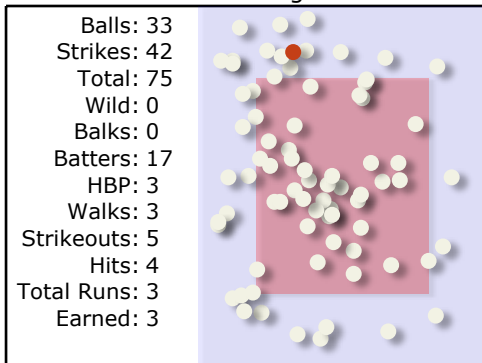 Balls: 33
Strikes: 42
Total: 75
Wild: 0
Balks: 0
Batters: 17
HBP: 3
Walks: 3
Strikeouts: 5
Hits: 4
Total Runs: 3
Earned: 3